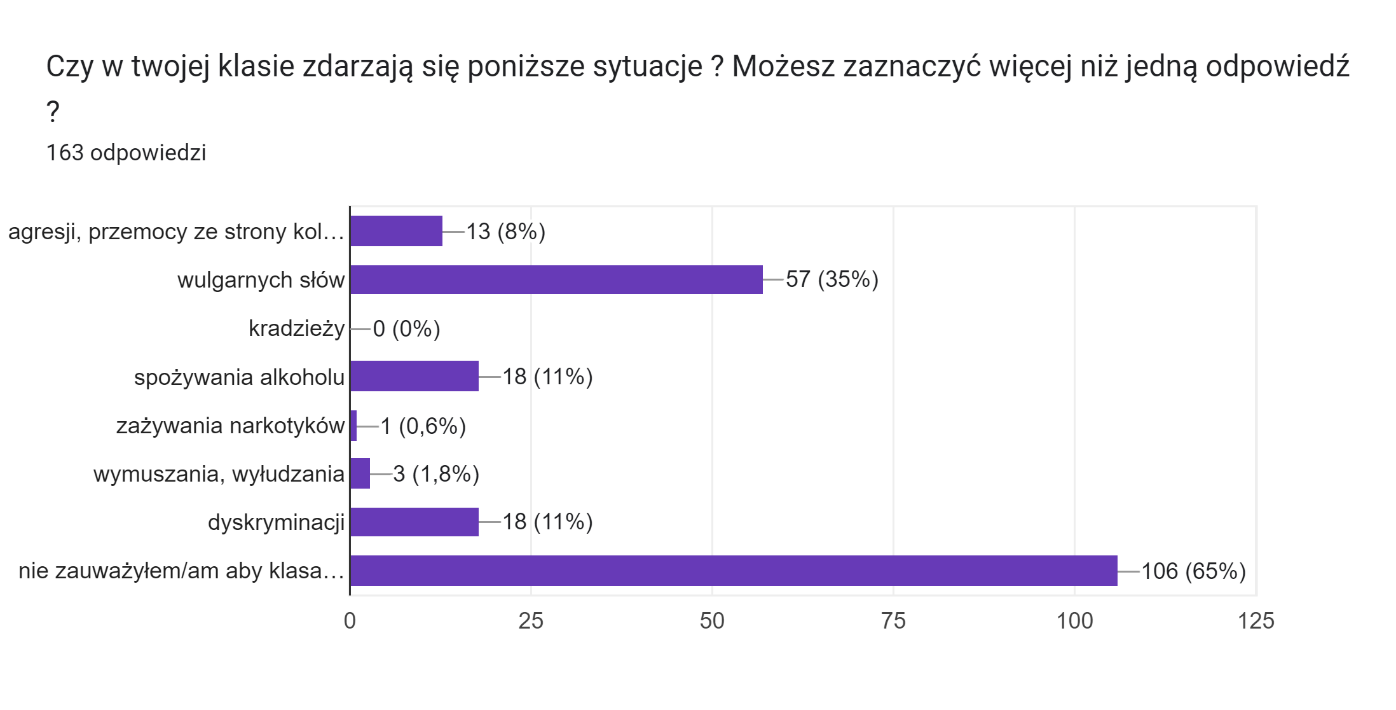 Czy w twojej klasie zdarzają się poniższe sytuacje ? Możesz zaznaczyć więcej niż jedną odpowiedź
?
163 odpowiedzi
agresji, przemocy ze strony kol… 13 (8%)
wulgarnych słów 57 (35%)
kradzieży 0 (0%)
spożywania alkoholu 18 (11%)
zażywania narkotyków 1 (0,6%)
wymuszania, wyłudzania 3 (1,8%)
dyskryminacji 18 (11%)
nie zauważyłem/am aby klasa… 106 (65%)
0 25 50 75 100 125